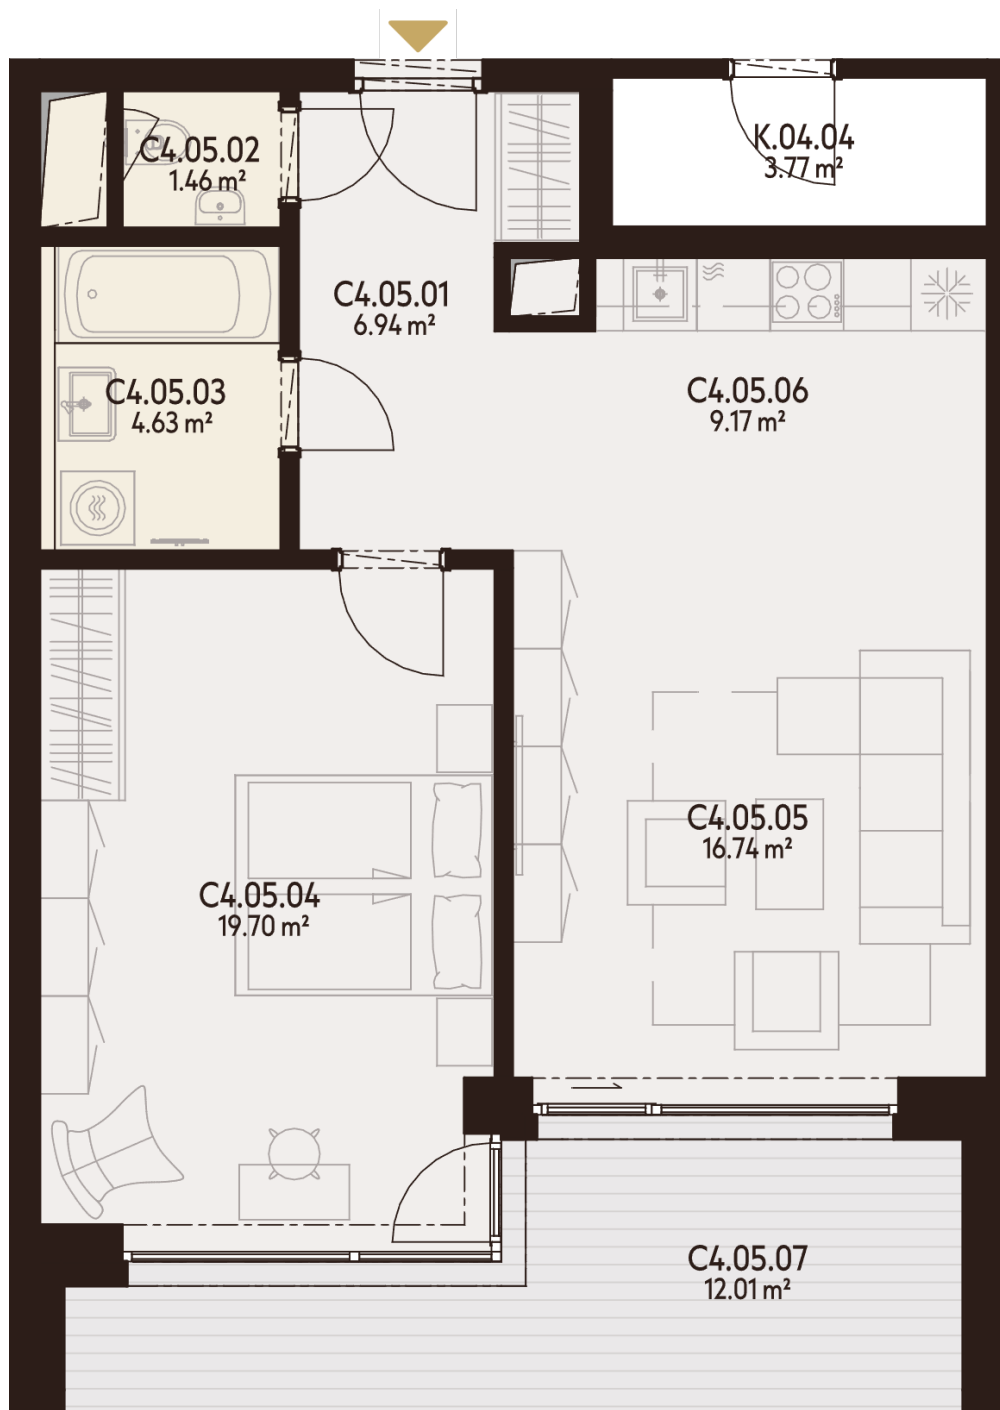 C4.05.02
1.46 m²
K.04.04
3.77 m²
C4.05.01
6.94 m²
C4.05.03
4.63 m²
C4.05.06
9.17 m²
C4.05.05
16.74 m²
C4.05.04
19.70 m²
C4.05.07
12.01 m²